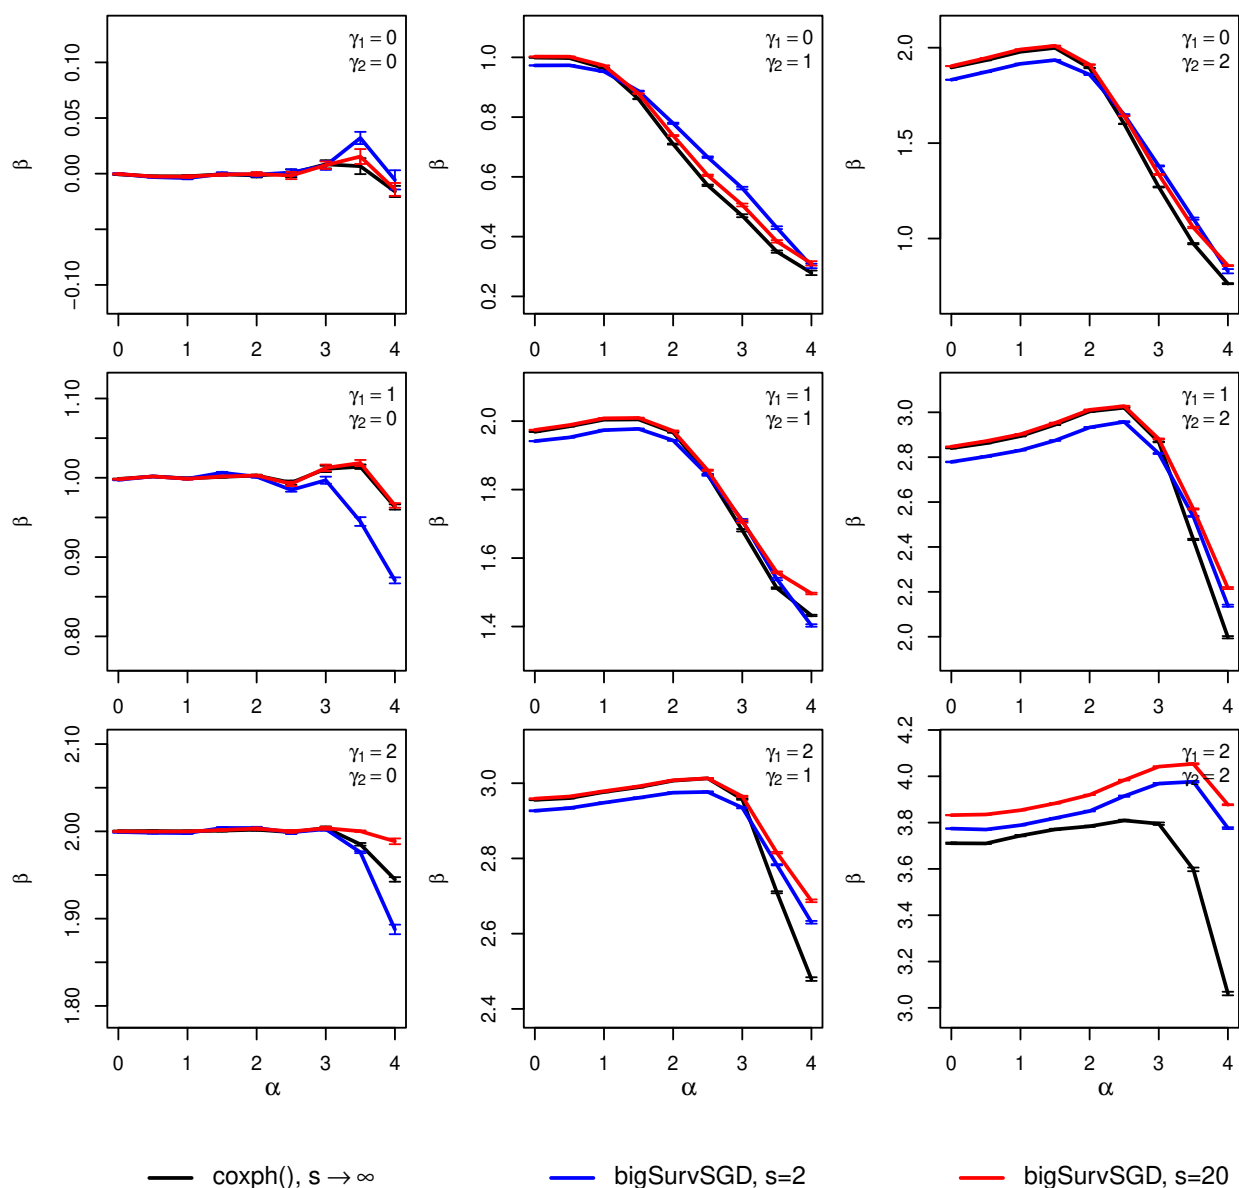 γ1 = 0
γ2 = 0
β
0.10
0.05
0.00
−0.10
0 1 2 3 4
γ1 = 0
γ2 = 1
β
1.0
0.8
0.6
0.4
0.2
0 1 2 3 4
γ1 = 0
γ2 = 2
β
2.0
1.5
1.0
0 1 2 3 4
γ1 = 1
γ2 = 0
β
1.10
1.00
0.90
0.80
0 1 2 3 4
γ1 = 1
γ2 = 1
β
2.0
1.8
1.6
1.4
0 1 2 3 4
γ1 = 1
γ2 = 2
β
3.0
2.8
2.6
2.4
2.2
2.0
0 1 2 3 4
γ1 = 2
γ2 = 0
β
2.10
2.00
1.90
1.80
0 1 2 3 4
α
γ1 = 2
γ2 = 1
β
3.0
2.8
2.6
2.4
0 1 2 3 4
α
γ1 = 2
γ2 = 2
β
4.2
4.0
3.8
3.6
3.4
3.2
3.0
0 1 2 3 4
α
coxph(), s → ∞
bigSurvSGD, s=2
bigSurvSGD, s=20